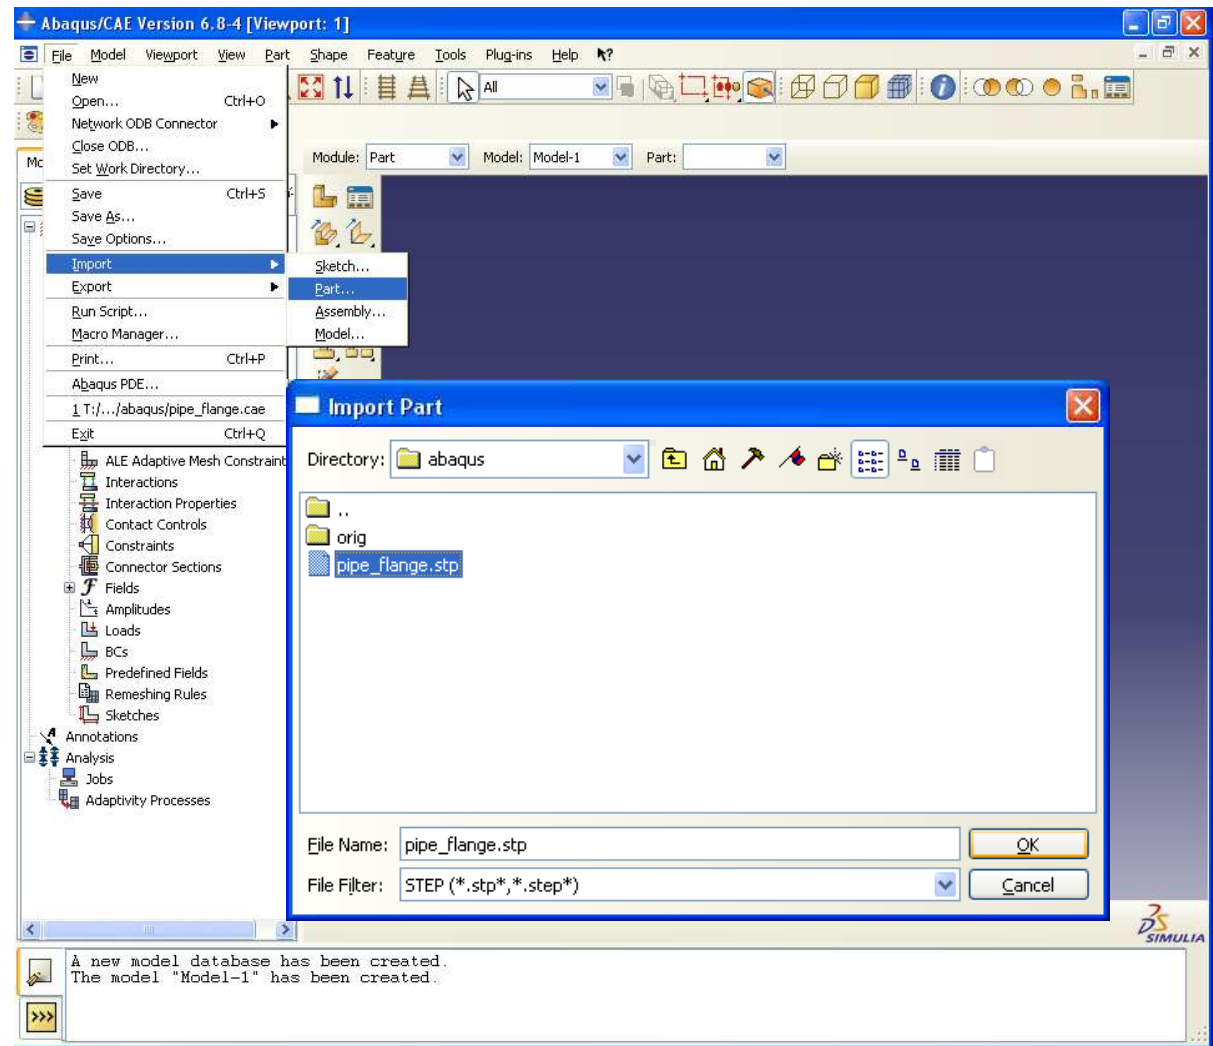 Abaqus/CAE Version 6.8-4 [Viewport: 1]
File Model Viewport View Part Shape Feature Tools Plug-ins Help
New
Open... Ctrl+O
Network ODB Connector
Close ODB...
Set Work Directory...
Save Ctrl+S
Save As...
Save Options...
Import
Export
Run Script...
Macro Manager...
Print... Ctrl+P
Abaqus PDE...
1 T:/.../abaqus/pipe_flange.cae
Exit Ctrl+Q
All
Module: Part Model: Model-1 Part:
Sketch...
Part...
Assembly...
Model...
ALE Adaptive Mesh Constraint
Interactions
Interaction Properties
Contact Controls
Constraints
Connector Sections
Fields
Amplitudes
Loads
BCs
Predefined Fields
Remeshing Rules
Sketches
Annotations
Analysis
Jobs
Adaptivity Processes
Import Part
Directory: abaqus
..
orig
pipe_flange.stp
File Name: pipe_flange.stp OK
File Filter: STEP (*.stp*,*.step*) Cancel
SIMULIA
A new model database has been created.
The model "Model-1" has been created.
>>>